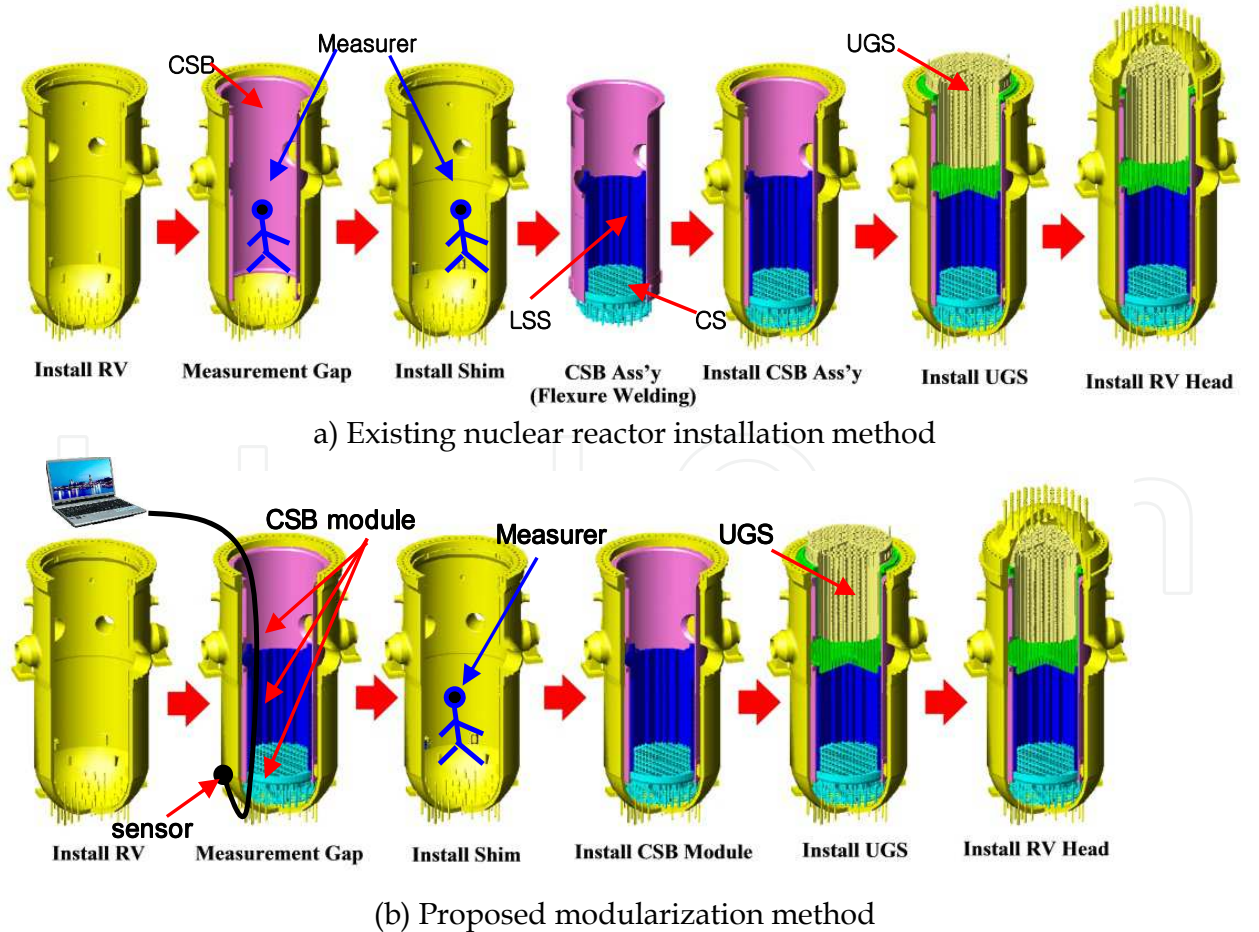 Measurer
UGS
CSB
LSS
CS
Install RV
Measurement Gap
Install Shim
CSB Ass'y
(Flexure Welding)
Install CSB Ass'y
Install UGS
Install RV Head
a) Existing nuclear reactor installation method
CSB module
Measurer
UGS
sensor
Install RV
Measurement Gap
Install Shim
Install CSB Module
Install UGS
Install RV Head
(b) Proposed modularization method